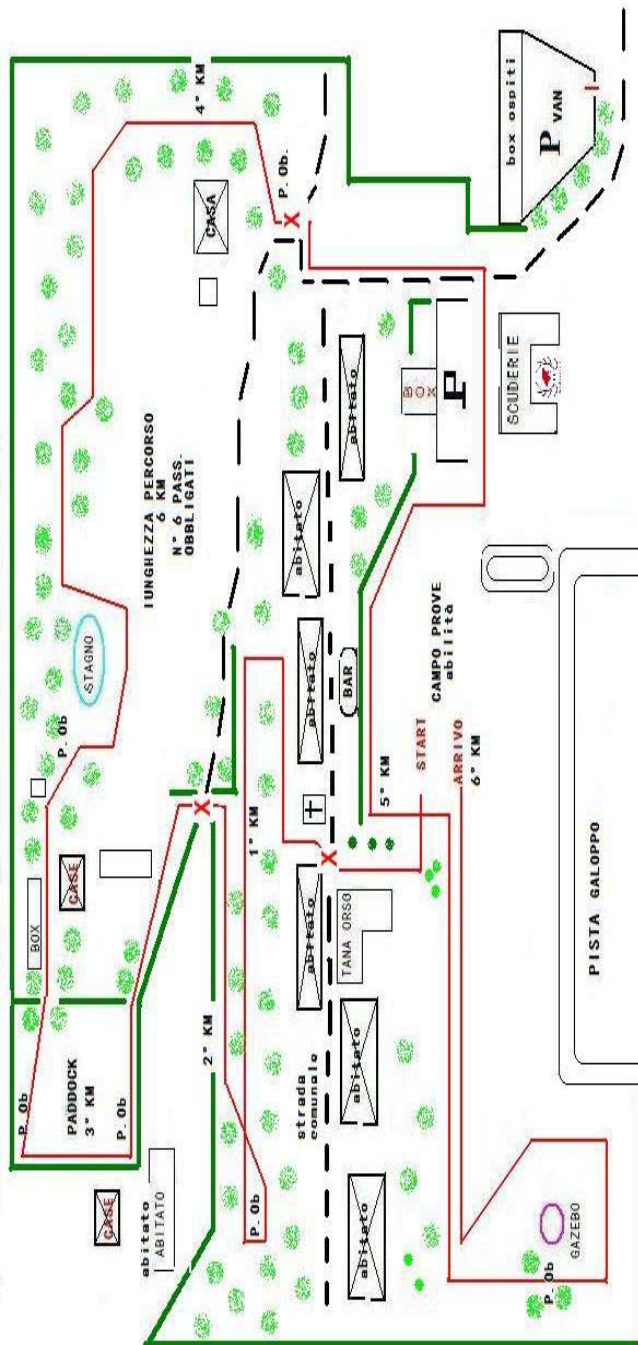 P. Ob
BOX
P. Ob
STAGNO
4° KM
PADDOCK
3° KM
P. Ob
CASE
CASE
abitato
ABITATO
lUNGHEZZA PERCORSO
6 KM
N° 6 PASS.
OBBLIGATI
CASA
X
2° KM
1° KM
P. Ob
P. Ob.
X
abitato
abitato
abitato
strada
comunale
X
abitato
abitato
abitato
TANA ORSO
BAR
5° KM
START
ARRIVO
6° KM
CAMPO PROVE
abilità
BOX
P
box ospiti
P VAN
SCUDERIE
P. Ob
GAZEBO
PISTA GALOPPO